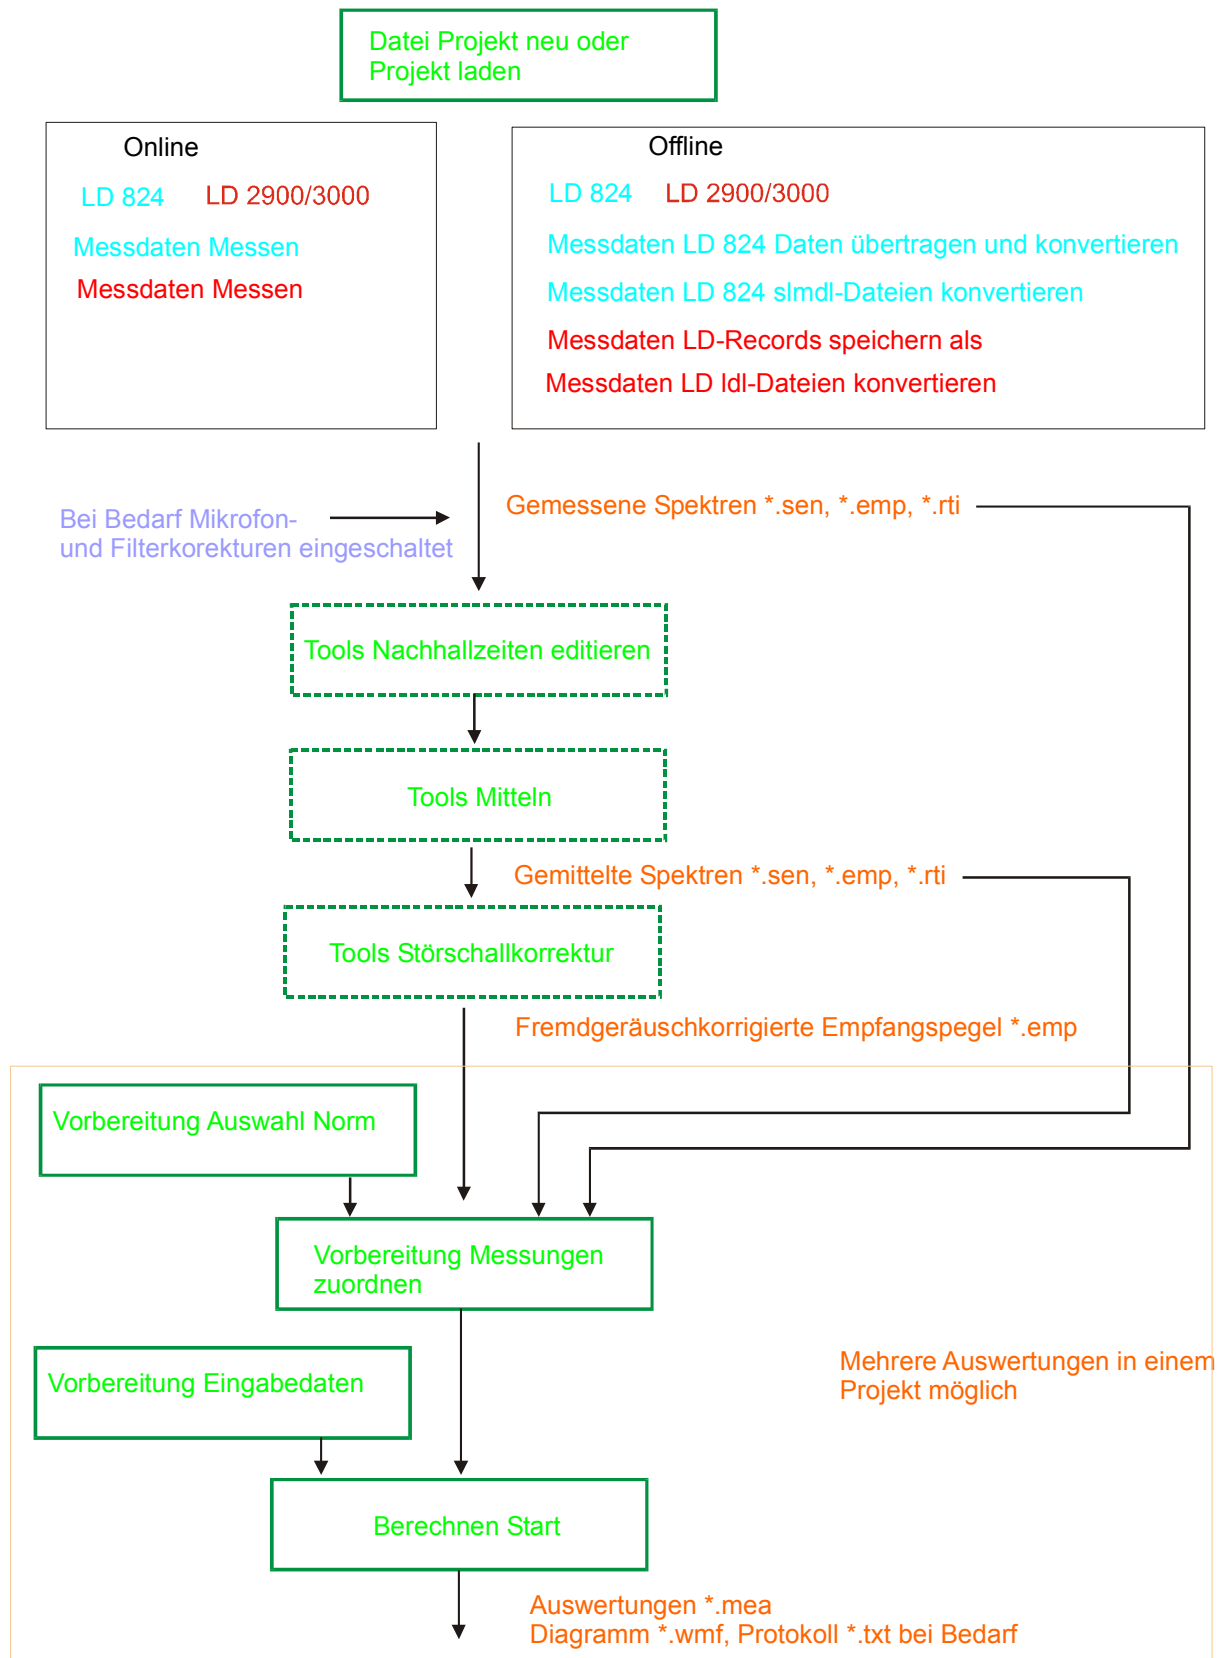 Datei Projekt neu oder
Projekt laden
Online
LD 824 LD 2900/3000
Messdaten Messen
Messdaten Messen
Offline
LD 824 LD 2900/3000
Messdaten LD 824 Daten übertragen und konvertieren
Messdaten LD 824 slmdl-Dateien konvertieren
Messdaten LD-Records speichern als
Messdaten LD ldl-Dateien konvertieren
Gemessene Spektren *.sen, *.emp, *.rti
Bei Bedarf Mikrofon-
und Filterkorekturen eingeschaltet
Tools Nachhallzeiten editieren
Tools Mitteln
Gemittelte Spektren *.sen, *.emp, *.rti
Tools Störschallkorrektur
Fremdgeräuschkorrigierte Empfangspegel *.emp
Vorbereitung Auswahl Norm
Vorbereitung Messungen
zuordnen
Mehrere Auswertungen in einem
Projekt möglich
Vorbereitung Eingabedaten
Berechnen Start
Auswertungen *.mea
Diagramm *.wmf, Protokoll *.txt bei Bedarf